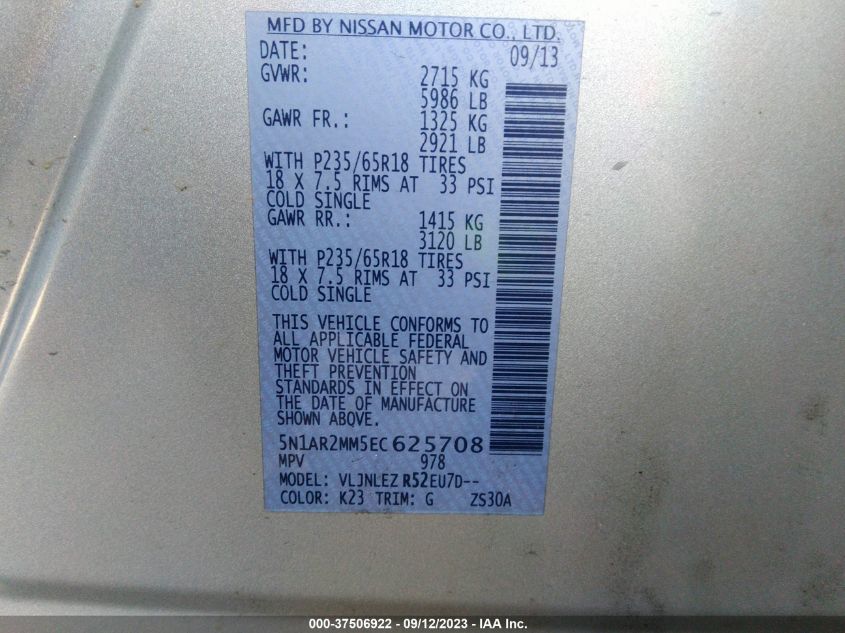 MFD BY NISSAN MOTOR CO., LTD.
DATE: 09/13
GVWR: 2715 KG
5986 LB
GAWR FR.: 1325 KG
2921 LB
WITH P235/65R18 TIRES
18 X 7.5 RIMS AT 33 PSI
COLD SINGLE
GAWR RR.: 1415 KG
3120 LB
WITH P235/65R18 TIRES
18 X 7.5 RIMS AT 33 PSI
COLD SINGLE
THIS VEHICLE CONFORMS TO
ALL APPLICABLE FEDERAL
MOTOR VEHICLE SAFETY AND
THEFT PREVENTION
STANDARDS IN EFFECT ON
THE DATE OF MANUFACTURE
SHOWN ABOVE.
5N1AR2MM5EC625708
MPV 978
MODEL: VLJNLEZ R52EU7D--
COLOR: K23 TRIM: G ZS30A
000-37506922 - 09/12/2023 - IAA Inc.